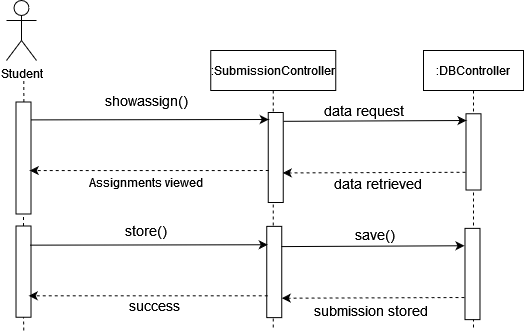 Student
:SubmissionController
:DBController
showassign()
data request
Assignments viewed
data retrieved
store()
save()
success
submission stored